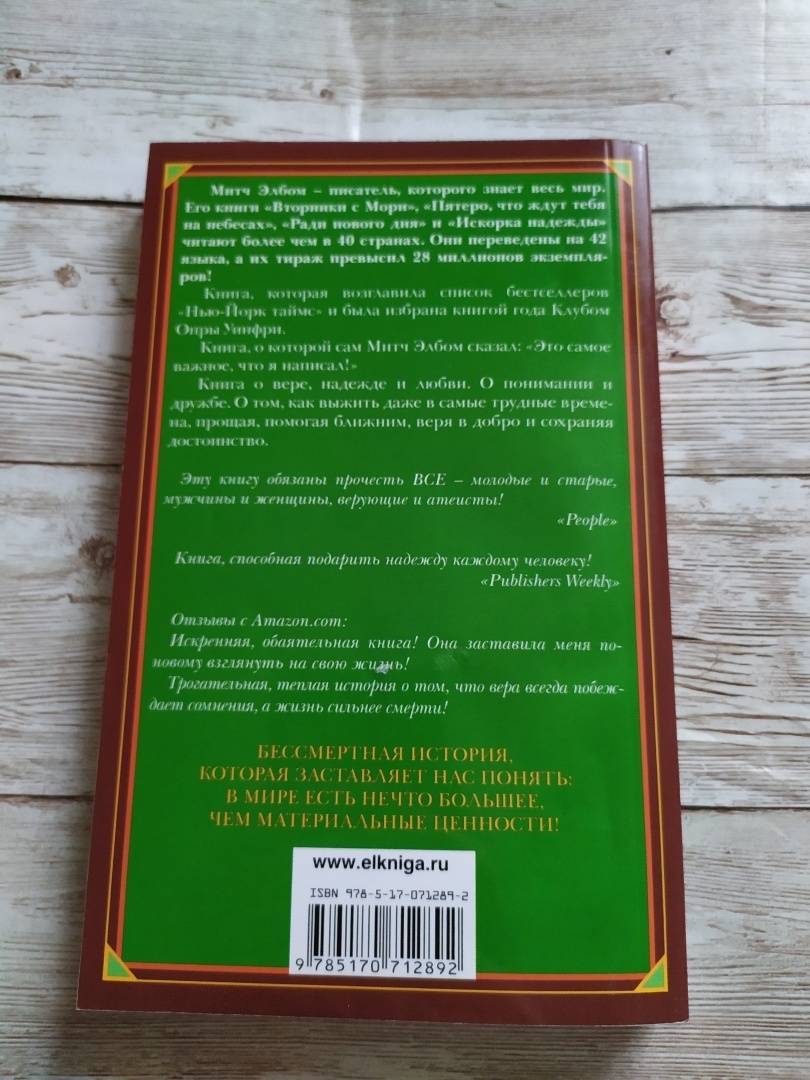 Митч Элбом – писатель, которого знает весь мир.
Его книги «Вторники с Мори», «Пятеро, что ждут тебя
на небесах», «Ради нового дня» и «Искорка надежды»
читают более чем в 40 странах. Они переведены на 42
языка, а их тираж превысил 28 миллионов экземпля-
ров!
Книга, которая возглавила список бестселлеров
«Нью-Йорк таймс» и была избрана книгой года Клубом
Опры Уинфри.
Книга, о которой сам Митч Элбом сказал: «Это самое
важное, что я написал!»
Книга о вере, надежде и любви. О понимании и
дружбе. О том, как выжить даже в самые трудные време-
на, прощая, помогая ближним, веря в добро и сохраняя
достоинство.
Эту книгу обязаны прочесть ВСЕ – молодые и старые,
мужчины и женщины, верующие и атеисты!
«People»
Книга, способная подарить надежду каждому человеку!
«Publishers Weekly»
Отзывы с Amazon.com:
Искренняя, обаятельная книга! Она заставила меня по-
новому взглянуть на свою жизнь!
Трогательная, теплая история о том, что вера всегда побеж-
дает сомнения, а жизнь сильнее смерти!
БЕССМЕРТНАЯ ИСТОРИЯ,
КОТОРАЯ ЗАСТАВЛЯЕТ НАС ПОНЯТЬ:
В МИРЕ ЕСТЬ НЕЧТО БОЛЬШЕЕ,
ЧЕМ МАТЕРИАЛЬНЫЕ ЦЕННОСТИ!
www.elkniga.ru
ISBN 978-5-17-071289-2
9 785170 712892